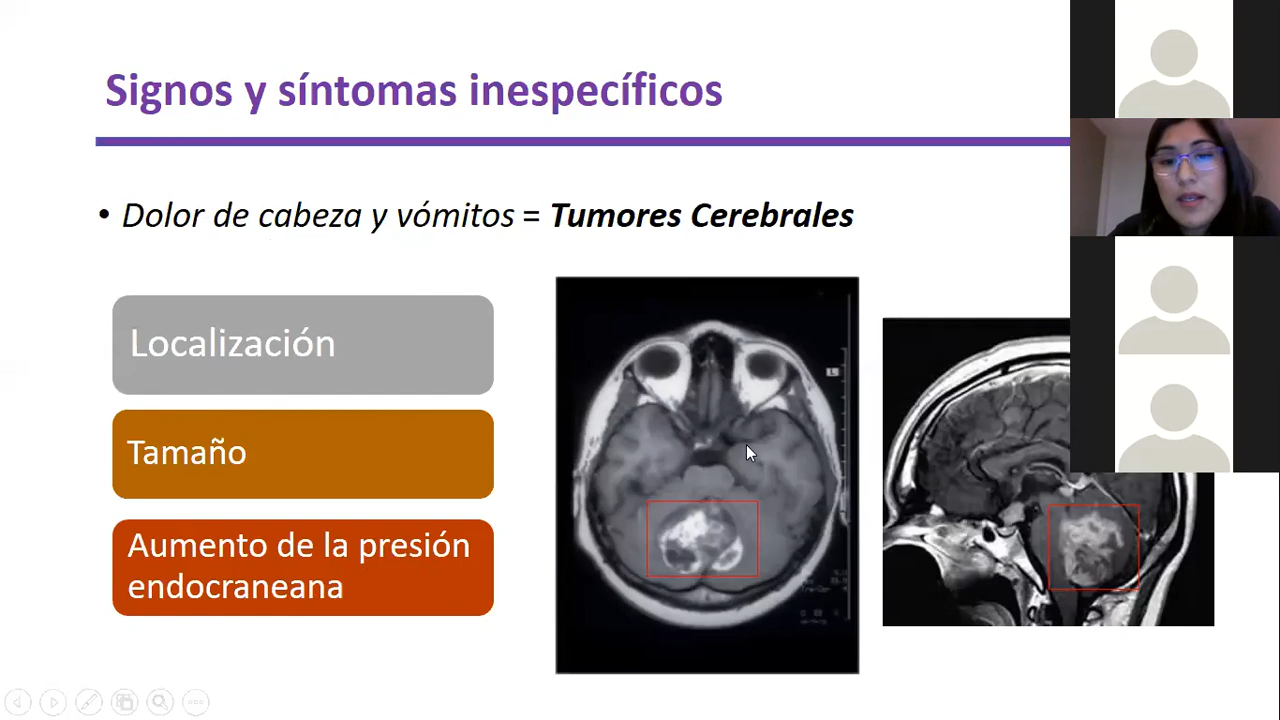 Signos y síntomas inespecíficos
• Dolor de cabeza y vómitos = Tumores Cerebrales
Localización
Tamaño
Aumento de la presión
endocraneana
L